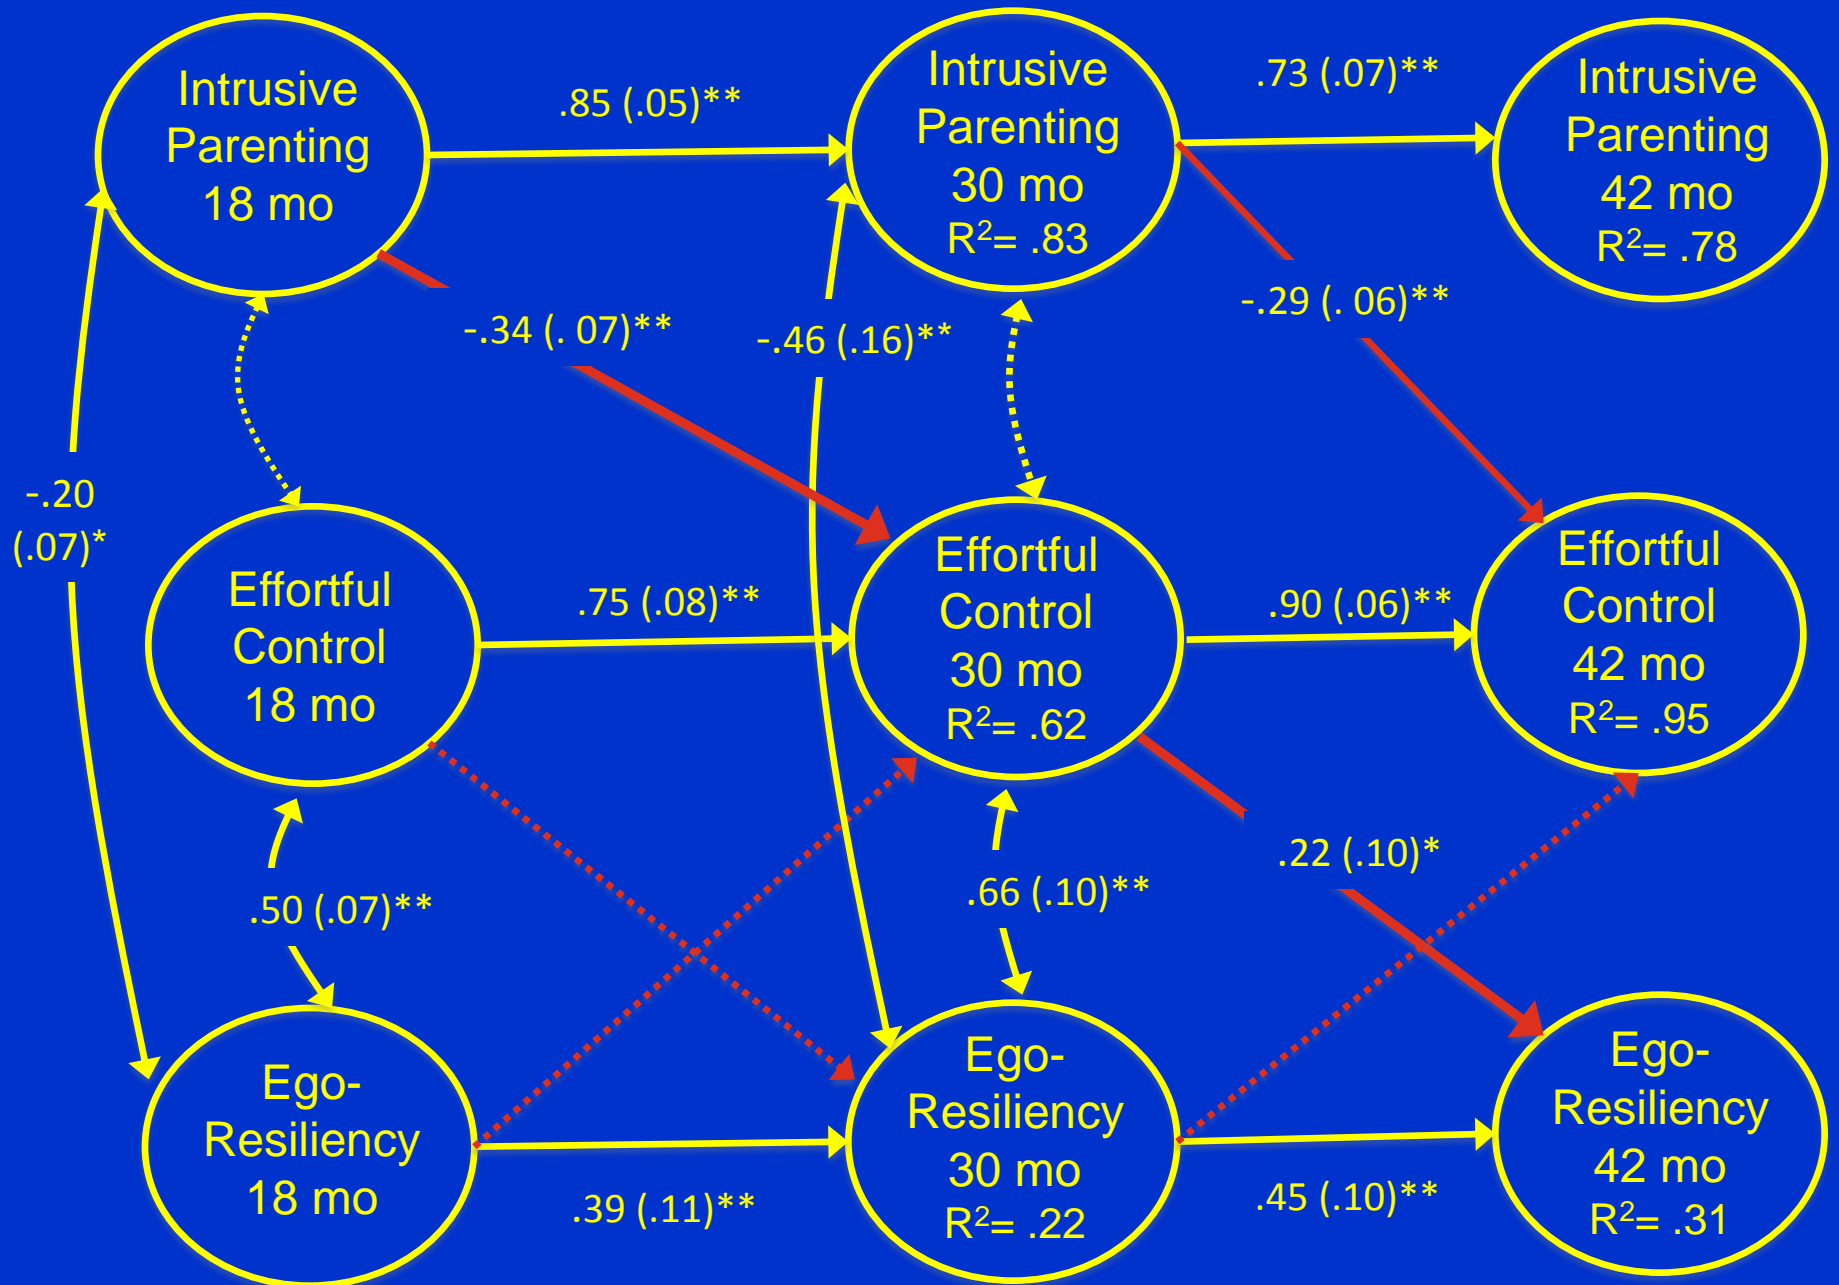 Intrusive
Parenting
18 mo
.85 (.05)**
Intrusive
Parenting
30 mo
R²= .83
.73 (.07)**
Intrusive
Parenting
42 mo
R²= .78
-.34 (. 07)**
-.46 (.16)**
-.29 (. 06)**
-.20
(.07)*
Effortful
Control
18 mo
.75 (.08)**
Effortful
Control
30 mo
R²= .62
.90 (.06)**
Effortful
Control
42 mo
R²= .95
.50 (.07)**
.66 (.10)**
.22 (.10)*
Ego-
Resiliency
18 mo
.39 (.11)**
Ego-
Resiliency
30 mo
R²= .22
.45 (.10)**
Ego-
Resiliency
42 mo
R²= .31